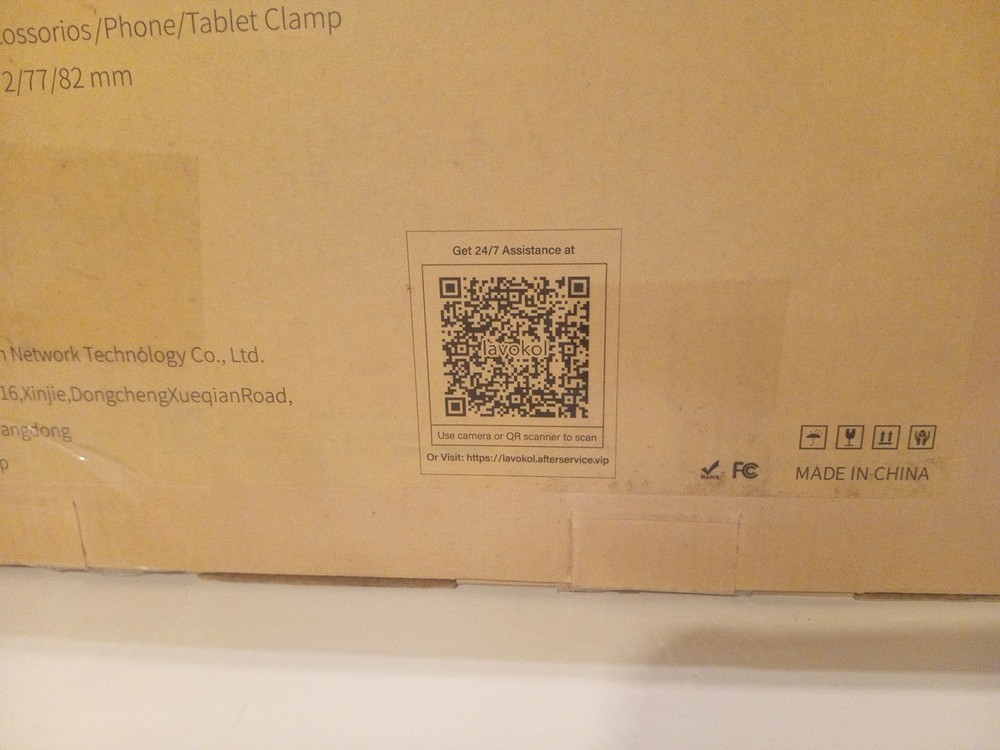 cossorios/Phone/Tablet Clamp
2/77/82 mm
Get 24/7 Assistance at
lavokol
Use camera or QR scanner to scan
Or Visit: https://lavokol.afterservice.vip
n Network Technology Co., Ltd.
16,Xinjie,DongchengXueqianRoad,
angdong
p
RoHS FC
MADE IN CHINA